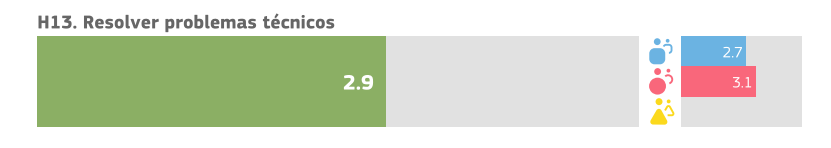 H13. Resolver problemas técnicos
2.9
2.7
3.1